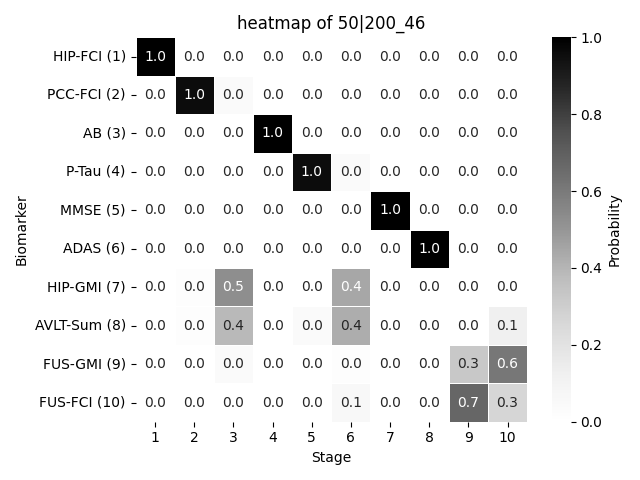 heatmap of 50|200_46
HIP-FCI (1) 1.0 0.0 0.0 0.0 0.0 0.0 0.0 0.0 0.0 0.0
PCC-FCI (2) 0.0 1.0 0.0 0.0 0.0 0.0 0.0 0.0 0.0 0.0
AB (3) 0.0 0.0 0.0 1.0 0.0 0.0 0.0 0.0 0.0 0.0
P-Tau (4) 0.0 0.0 0.0 0.0 1.0 0.0 0.0 0.0 0.0 0.0
MMSE (5) 0.0 0.0 0.0 0.0 0.0 0.0 1.0 0.0 0.0 0.0
ADAS (6) 0.0 0.0 0.0 0.0 0.0 0.0 0.0 1.0 0.0 0.0
HIP-GMI (7) 0.0 0.0 0.5 0.0 0.0 0.4 0.0 0.0 0.0 0.0
AVLT-Sum (8) 0.0 0.0 0.4 0.0 0.0 0.4 0.0 0.0 0.0 0.1
FUS-GMI (9) 0.0 0.0 0.0 0.0 0.0 0.0 0.0 0.0 0.3 0.6
FUS-FCI (10) 0.0 0.0 0.0 0.0 0.0 0.1 0.0 0.0 0.7 0.3
1 2 3 4 5 6 7 8 9 10
Stage
Biomarker
1.0
0.8
0.6
0.4
0.2
0.0
Probability